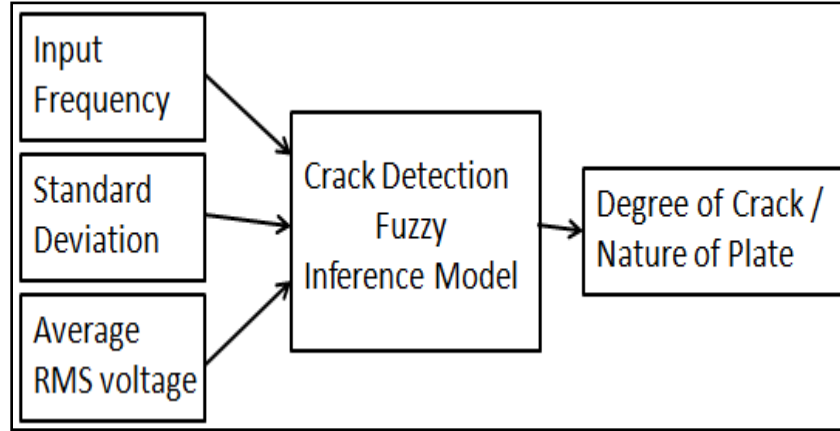 Input
Frequency
Standard
Deviation
Average
RMS voltage
Crack Detection
Fuzzy
Inference Model
Degree of Crack /
Nature of Plate